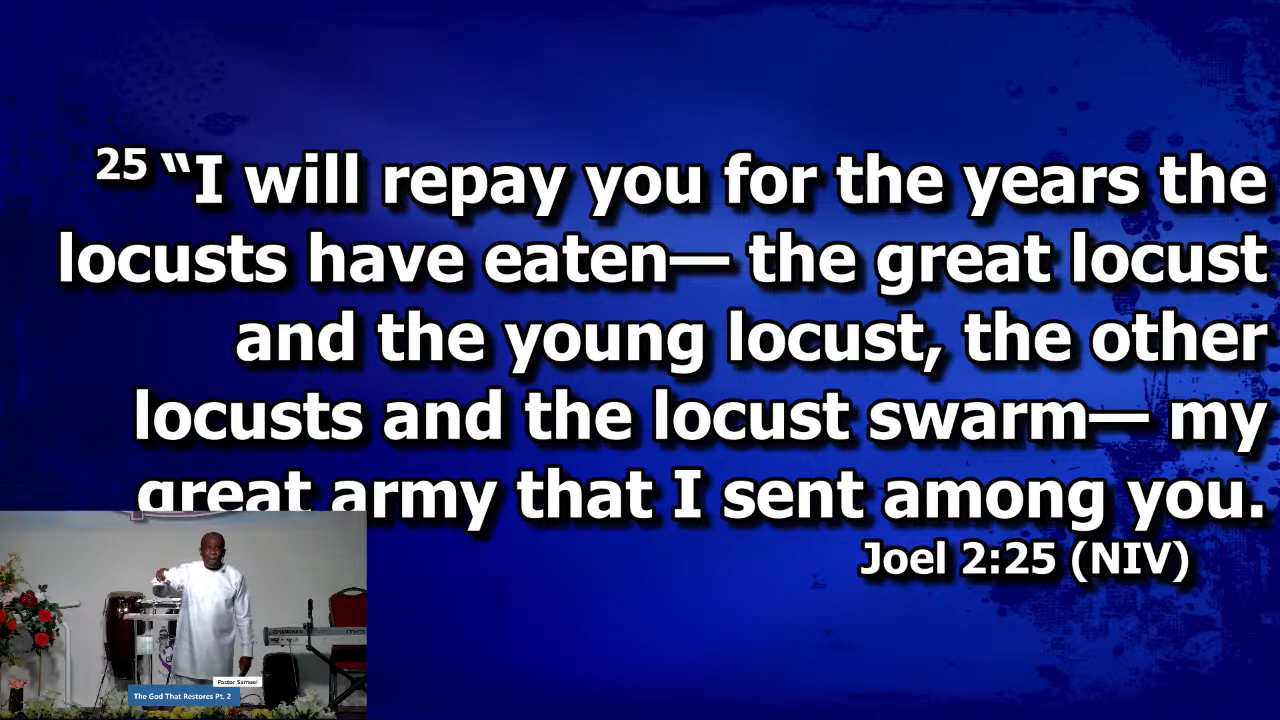 25 “I will repay you for the years the
locusts have eaten— the great locust
and the young locust, the other
locusts and the locust swarm— my
great army that I sent among you.
Joel 2:25 (NIV)
YAMAHA
Pastor Samuel
The God That Restores Pt. 2